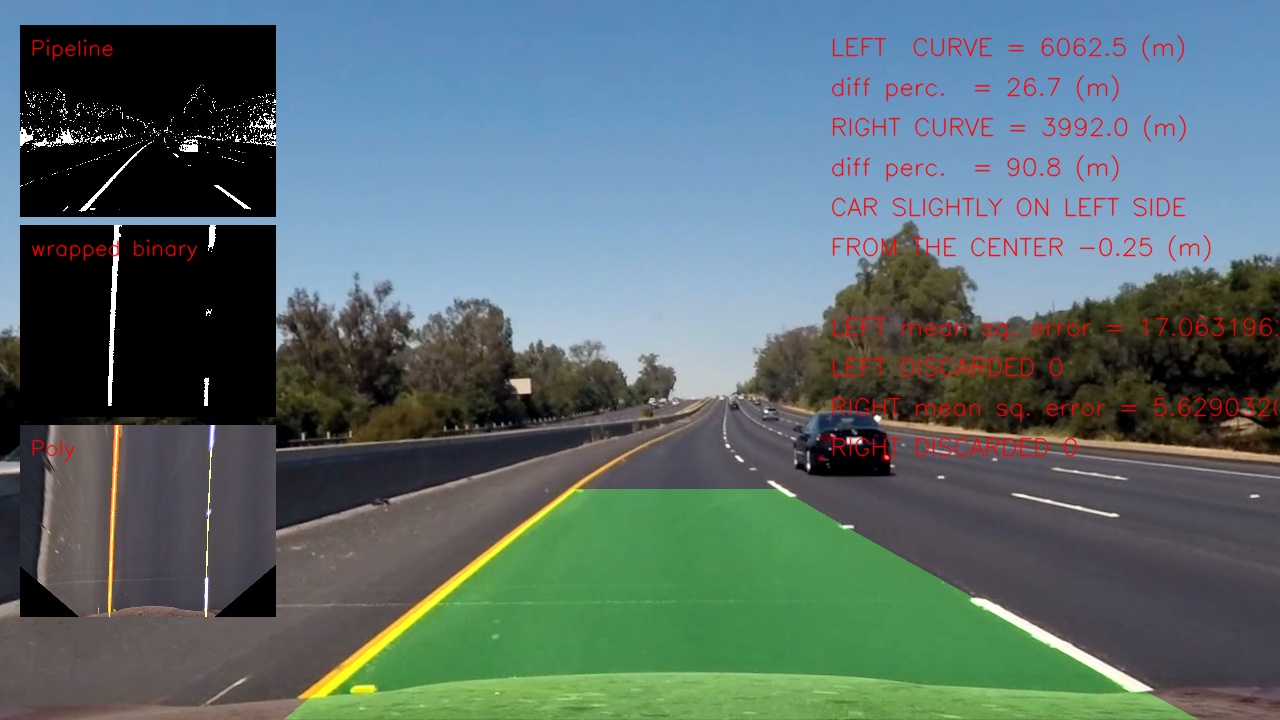 Pipeline
wrapped binary
Poly
LEFT CURVE = 6062.5 (m)
diff perc. = 26.7 (m)
RIGHT CURVE = 3992.0 (m)
diff perc. = 90.8 (m)
CAR SLIGHTLY ON LEFT SIDE
FROM THE CENTER -0.25 (m)
LEFT mean sq. error = 17.063196
LEFT DISCARDED 0
RIGHT mean sq. error = 5.6290320
RIGHT DISCARDED 0